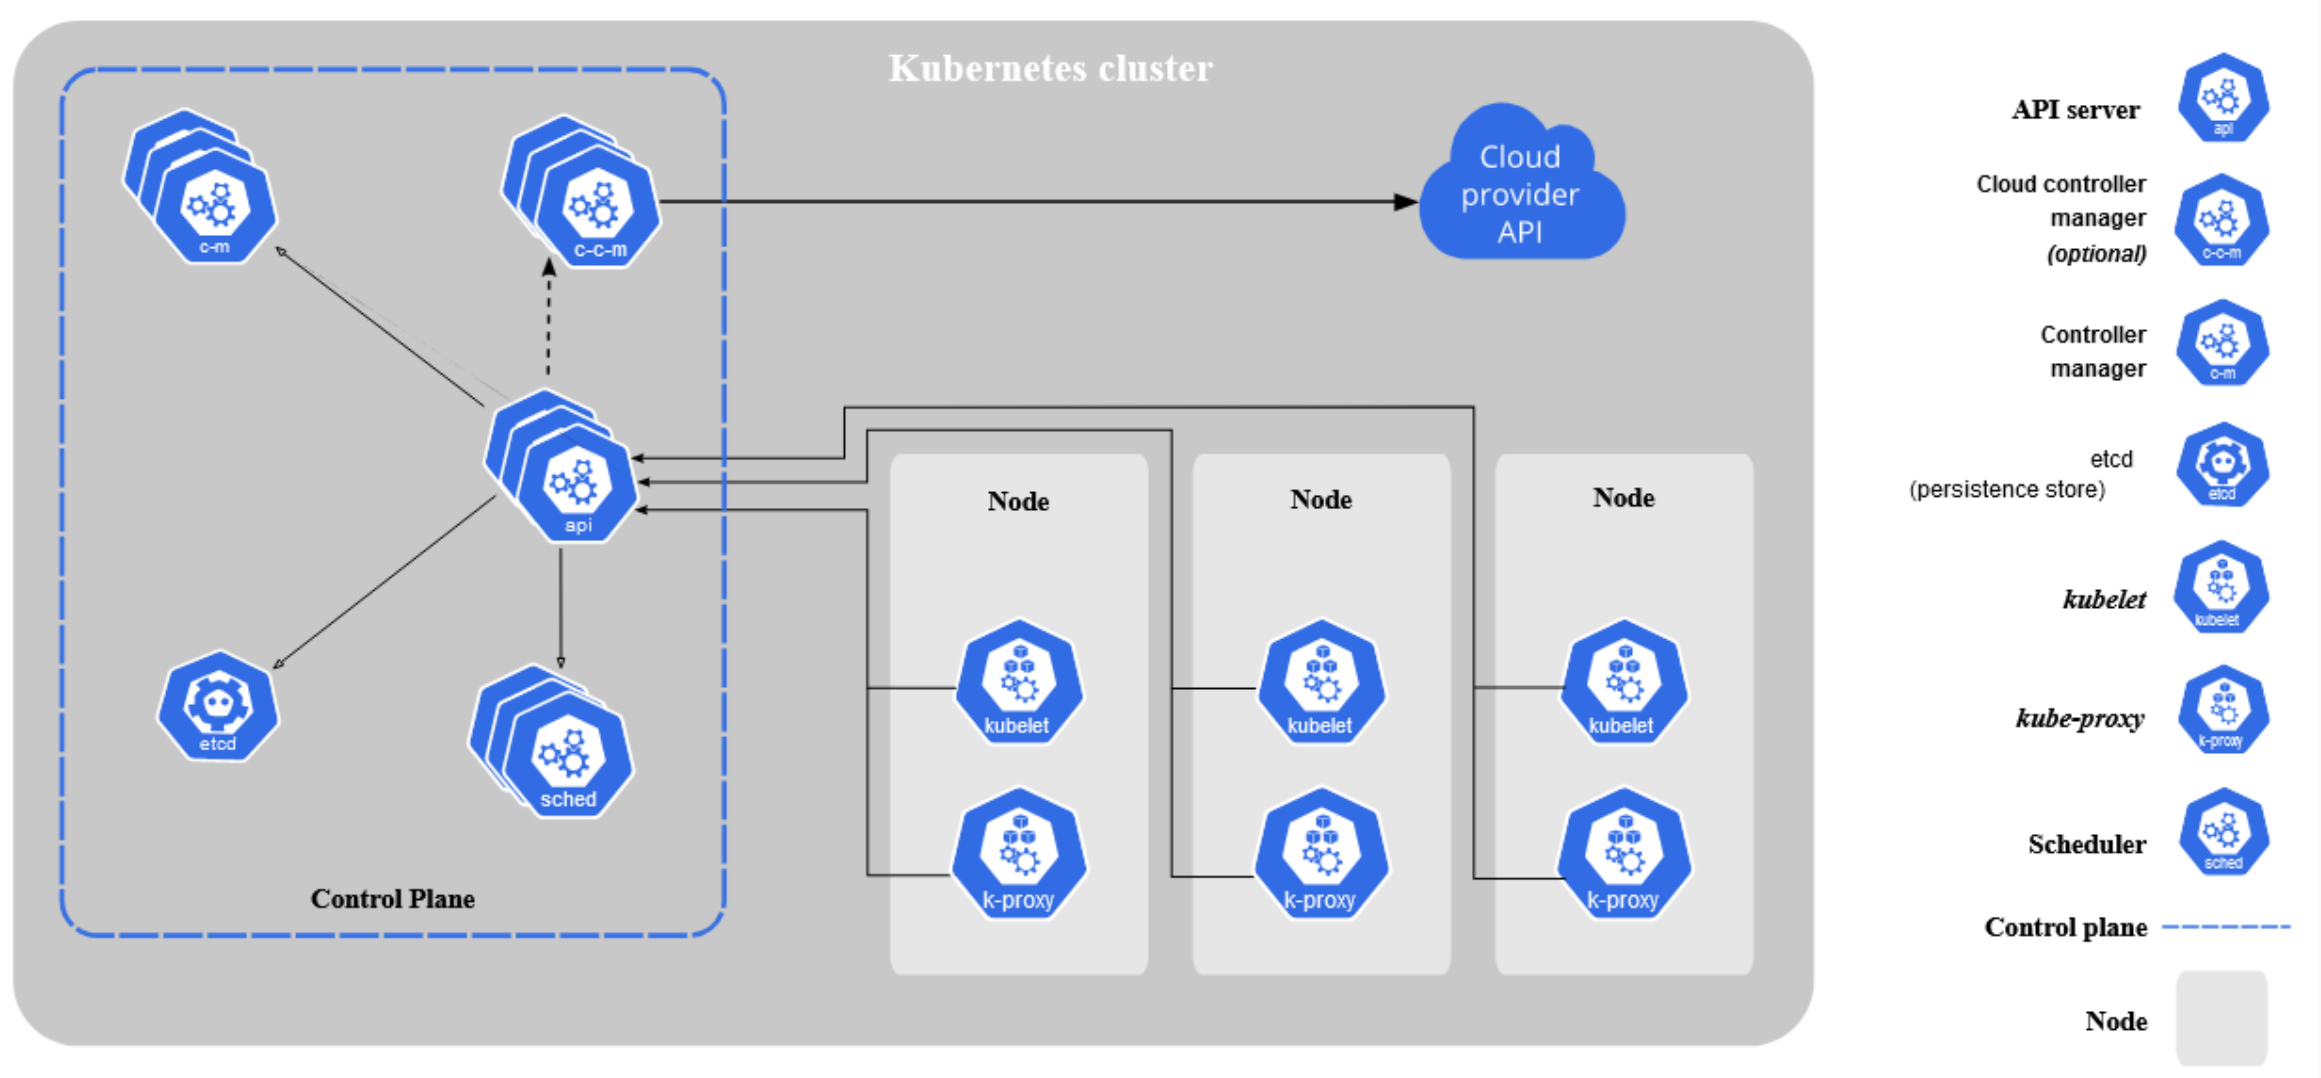 Kubernetes cluster
c-m
c-c-m
Cloud
provider
API
api
Node
Node
Node
kubelet
kubelet
kubelet
etcd
sched
k-proxy
k-proxy
k-proxy
Control Plane
API server
api
Cloud controller
manager
(optional)
c-c-m
Controller
manager
c-m
etcd
(persistence store)
etcd
kubelet
kubelet
kube-proxy
k-proxy
Scheduler
sched
Control plane
Node